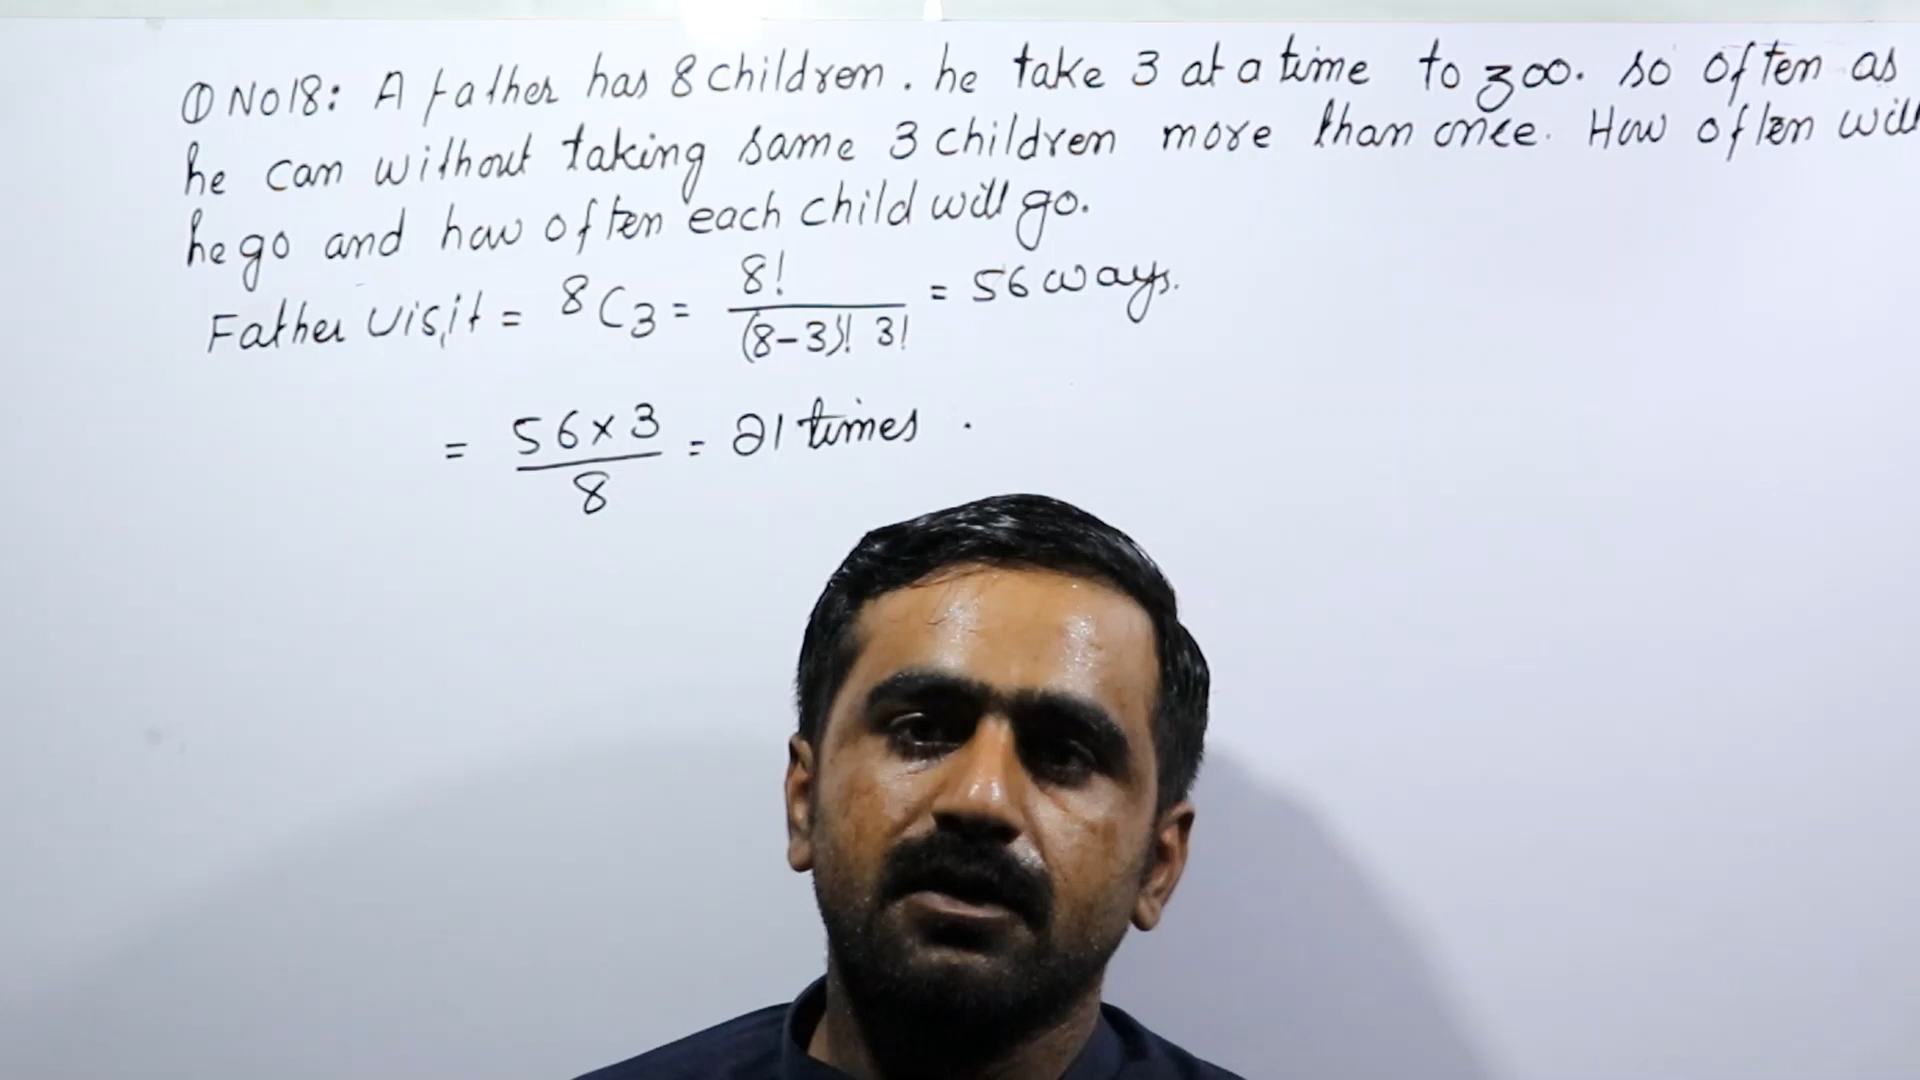 Q NO18: A father has 8 children. he take 3 at a time to zoo. so often as
he can without taking same 3 children more than once. How often will
he go and how often each child will go.
Father visit = 8C3 = 8! / (8-3)! 3! = 56 ways.
= 56×3 / 8 = 21 times.